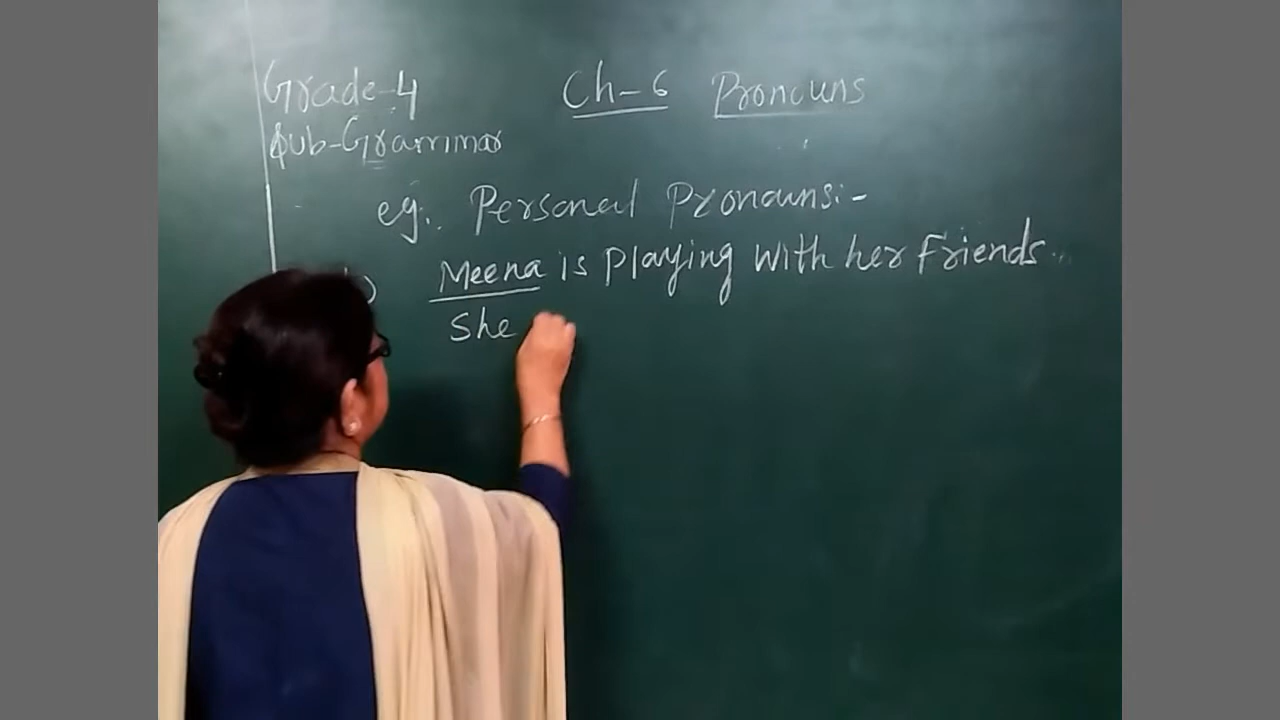 Grade-4 Ch-6 Pronouns
Sub-Grammar
eg:. Personal Pronouns:-
) Meena is playing with her Friends..
She